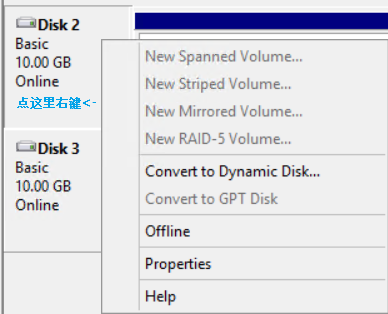 Disk 2
Basic
10.00 GB
Online
点这里右键<-
New Spanned Volume...
New Striped Volume...
New Mirrored Volume...
New RAID-5 Volume...
Convert to Dynamic Disk...
Convert to GPT Disk
Offline
Properties
Help
Disk 3
Basic
10.00 GB
Online